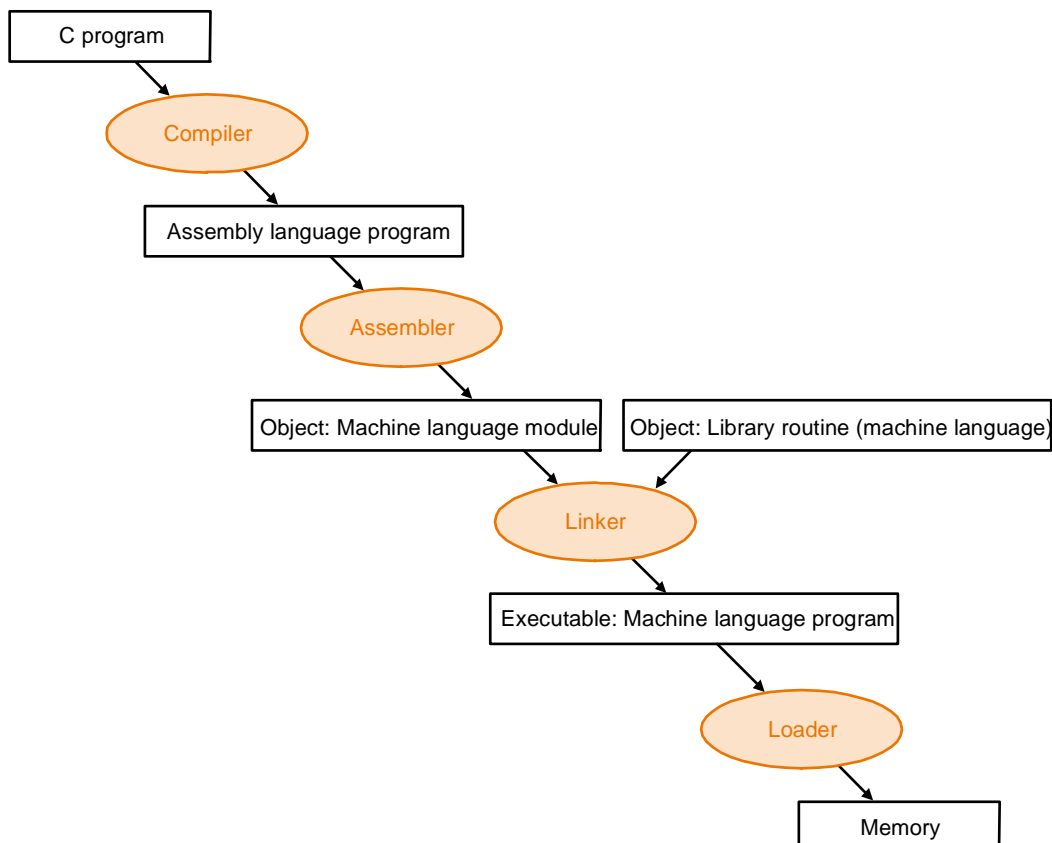 C program
Compiler
Assembly language program
Assembler
Object: Machine language module
Object: Library routine (machine language)
Linker
Executable: Machine language program
Loader
Memory